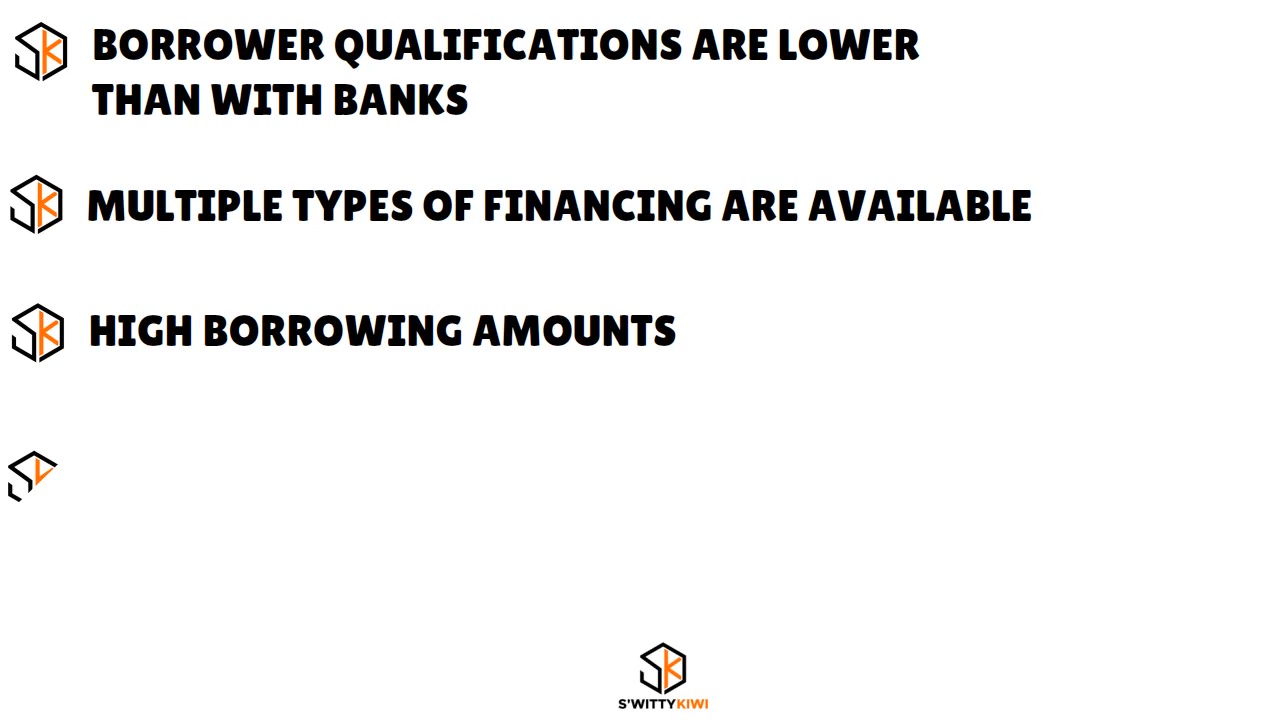 BORROWER QUALIFICATIONS ARE LOWER
THAN WITH BANKS
MULTIPLE TYPES OF FINANCING ARE AVAILABLE
HIGH BORROWING AMOUNTS
S'WITTYKIWI